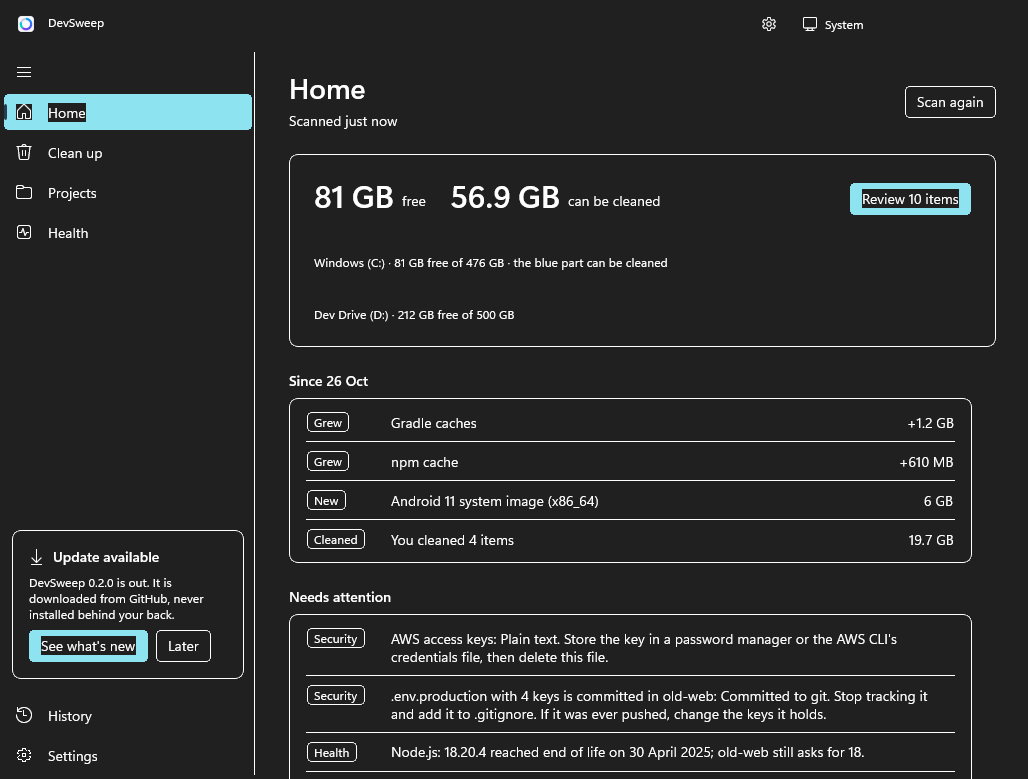 DevSweep
System
Home
Clean up
Projects
Health
Update available
DevSweep 0.2.0 is out. It is
downloaded from GitHub, never
installed behind your back.
See what's new
Later
History
Settings
Home
Scanned just now
Scan again
81 GB free 56.9 GB can be cleaned
Review 10 items
Windows (C:) · 81 GB free of 476 GB · the blue part can be cleaned
Dev Drive (D:) · 212 GB free of 500 GB
Since 26 Oct
Grew Gradle caches +1.2 GB
Grew npm cache +610 MB
New Android 11 system image (x86_64) 6 GB
Cleaned You cleaned 4 items 19.7 GB
Needs attention
Security AWS access keys: Plain text. Store the key in a password manager or the AWS CLI's
credentials file, then delete this file.
Security .env.production with 4 keys is committed in old-web: Committed to git. Stop tracking it
and add it to .gitignore. If it was ever pushed, change the keys it holds.
Health Node.js: 18.20.4 reached end of life on 30 April 2025; old-web still asks for 18.